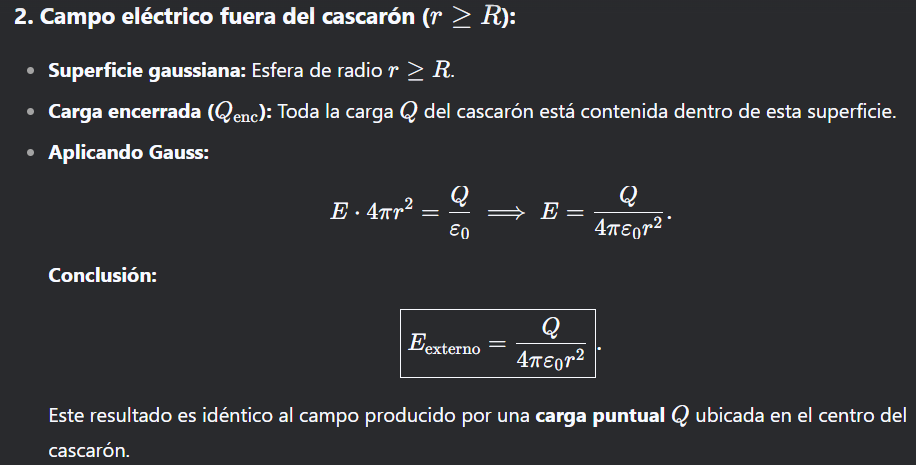 2. Campo eléctrico fuera del cascarón (r ≥ R):
• Superficie gaussiana: Esfera de radio r ≥ R.
• Carga encerrada (Q_enc): Toda la carga Q del cascarón está contenida dentro de esta superficie.
• Aplicando Gauss:
E · 4πr² = Q/ε₀ ⟹ E = Q/(4πε₀r²).
Conclusión:
E_externo = Q/(4πε₀r²).
Este resultado es idéntico al campo producido por una carga puntual Q ubicada en el centro del
cascarón.